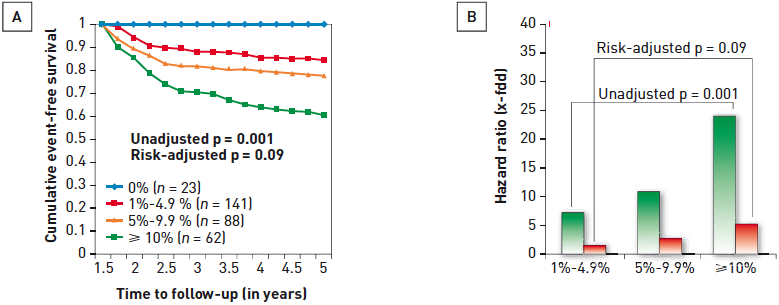 A
Cumulative event-free survival
1
0.9
0.8
0.7
0.6
0.5
0.4
0.3
0.2
0.1
0
Unadjusted p = 0.001
Risk-adjusted p = 0.09
0% (n = 23)
1%-4.9 % (n = 141)
5%-9.9 % (n = 88)
⩾ 10% (n = 62)
1.5 2 2.5 3 3.5 4 4.5 5
Time to follow-up (in years)
B
Hazard ratio (x-fdd)
40
35
30
25
20
15
10
5
0
Risk-adjusted p = 0.09
Unadjusted p = 0.001
1%-4.9% 5%-9.9% ⩾10%